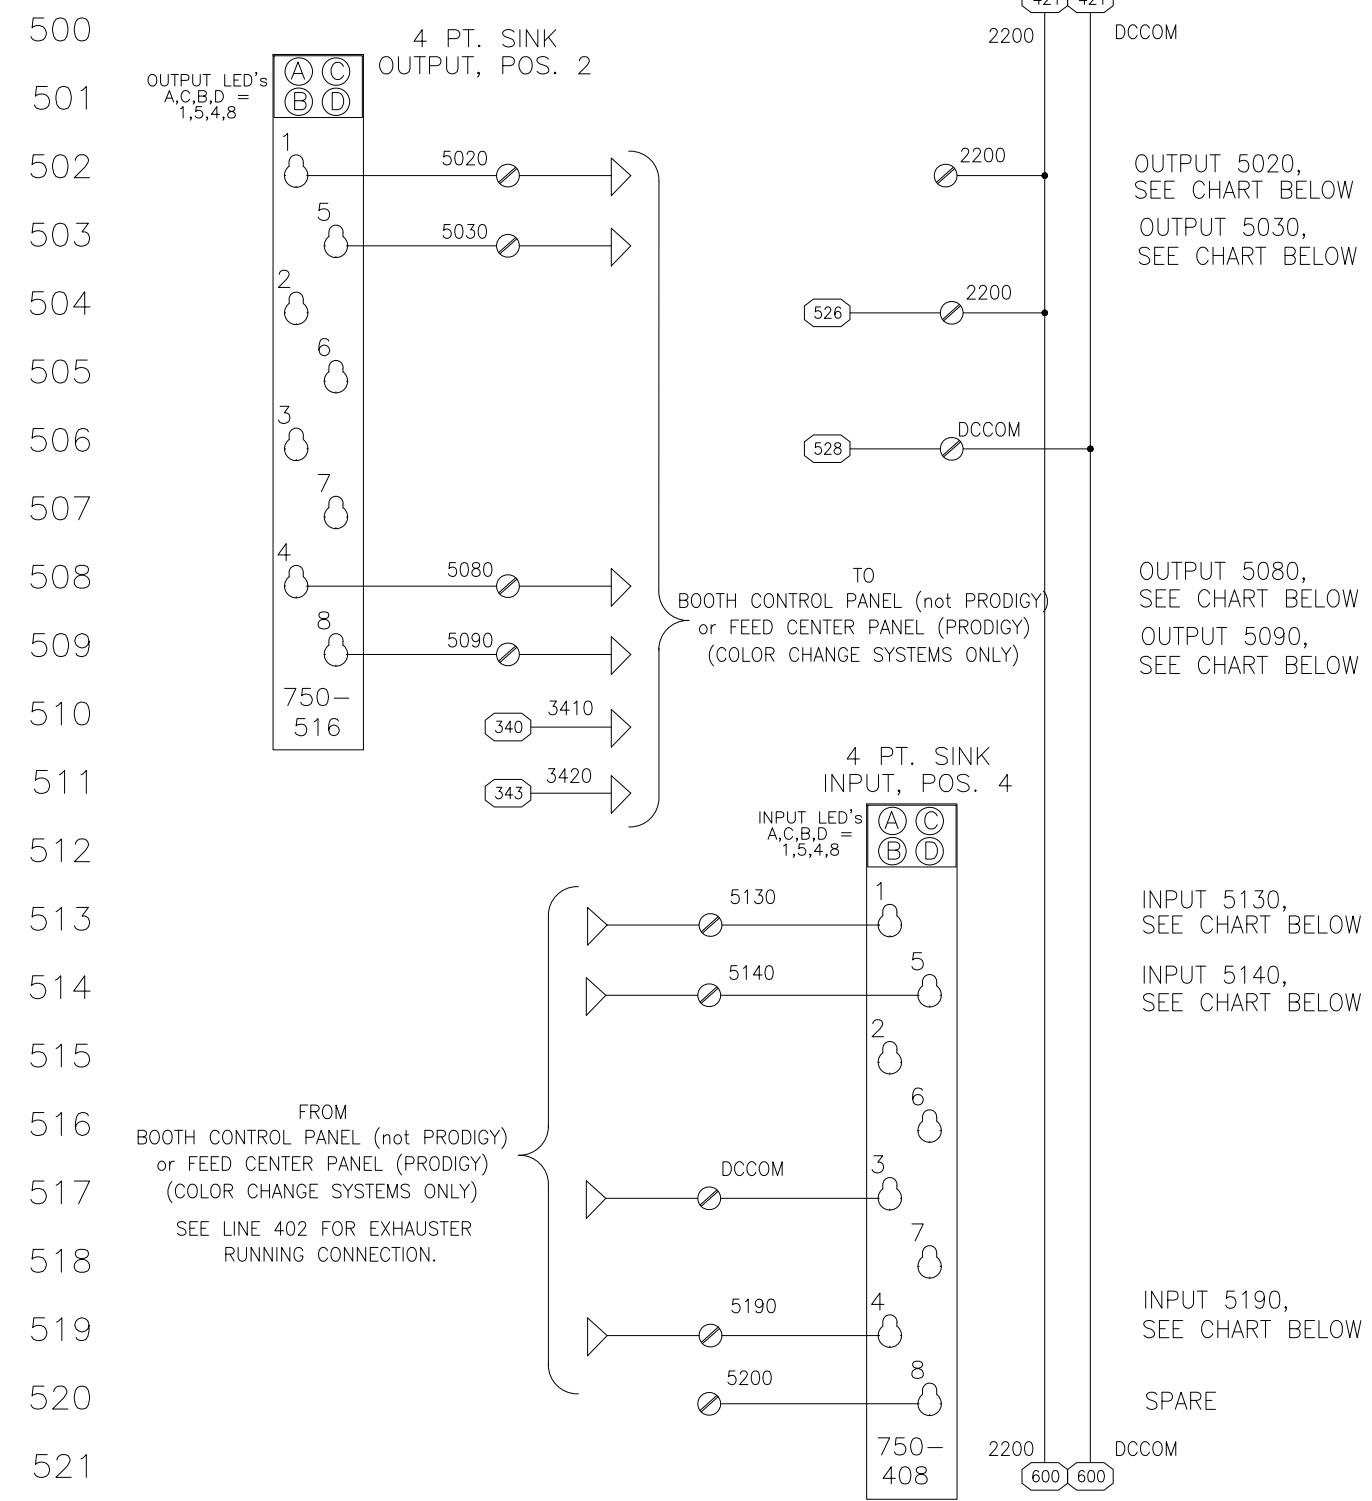 421 421
500
2200
DCCOM
4 PT. SINK
OUTPUT, POS. 2
OUTPUT LED's
A,C,B,D =
1,5,4,8
A C
B D
501
502
1
5020
2200
OUTPUT 5020,
SEE CHART BELOW
503
5
5030
OUTPUT 5030,
SEE CHART BELOW
504
2
526
2200
505
6
506
3
528
DCCOM
507
7
508
4
5080
OUTPUT 5080,
SEE CHART BELOW
TO
BOOTH CONTROL PANEL (not PRODIGY)
or FEED CENTER PANEL (PRODIGY)
(COLOR CHANGE SYSTEMS ONLY)
509
8
5090
OUTPUT 5090,
SEE CHART BELOW
510
750-
516
340
3410
511
343
3420
4 PT. SINK
INPUT, POS. 4
INPUT LED's
A,C,B,D =
1,5,4,8
A C
B D
512
513
5130
1
INPUT 5130,
SEE CHART BELOW
514
5140
5
INPUT 5140,
SEE CHART BELOW
515
2
516
6
FROM
BOOTH CONTROL PANEL (not PRODIGY)
or FEED CENTER PANEL (PRODIGY)
(COLOR CHANGE SYSTEMS ONLY)
SEE LINE 402 FOR EXHAUSTER
RUNNING CONNECTION.
517
DCCOM
3
518
7
519
5190
4
INPUT 5190,
SEE CHART BELOW
520
5200
8
SPARE
521
750-
408
2200
DCCOM
600 600